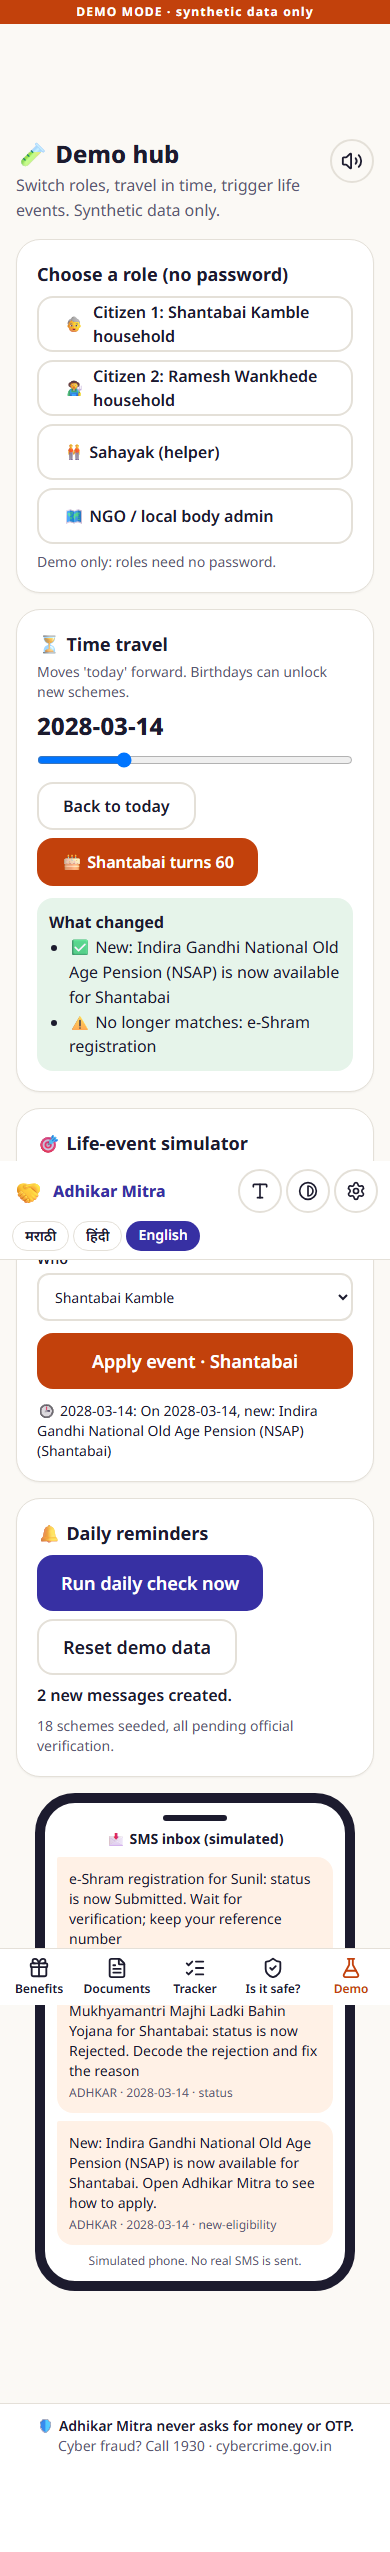 DEMO MODE · synthetic data only
Demo hub
Switch roles, travel in time, trigger life
events. Synthetic data only.
Choose a role (no password)
Citizen 1: Shantabai Kamble
household
Citizen 2: Ramesh Wankhede
household
Sahayak (helper)
NGO / local body admin
Demo only: roles need no password.
Time travel
Moves 'today' forward. Birthdays can unlock
new schemes.
2028-03-14
Back to today
Shantabai turns 60
What changed
New: Indira Gandhi National Old
Age Pension (NSAP) is now available
for Shantabai
No longer matches: e-Shram
registration
Life-event simulator
Adhikar Mitra
मराठी
हिंदी
English
Who
Shantabai Kamble
Apply event · Shantabai
2028-03-14: On 2028-03-14, new: Indira
Gandhi National Old Age Pension (NSAP)
(Shantabai)
Daily reminders
Run daily check now
Reset demo data
2 new messages created.
18 schemes seeded, all pending official
verification.
SMS inbox (simulated)
e-Shram registration for Sunil: status
is now Submitted. Wait for
verification; keep your reference
number
Benefits
Documents
Tracker
Is it safe?
Demo
Mukhyamantri Majhi Ladki Bahin
Yojana for Shantabai: status is now
Rejected. Decode the rejection and fix
the reason
ADHKAR · 2028-03-14 · status
New: Indira Gandhi National Old Age
Pension (NSAP) is now available for
Shantabai. Open Adhikar Mitra to see
how to apply.
ADHKAR · 2028-03-14 · new-eligibility
Simulated phone. No real SMS is sent.
Adhikar Mitra never asks for money or OTP.
Cyber fraud? Call 1930 · cybercrime.gov.in